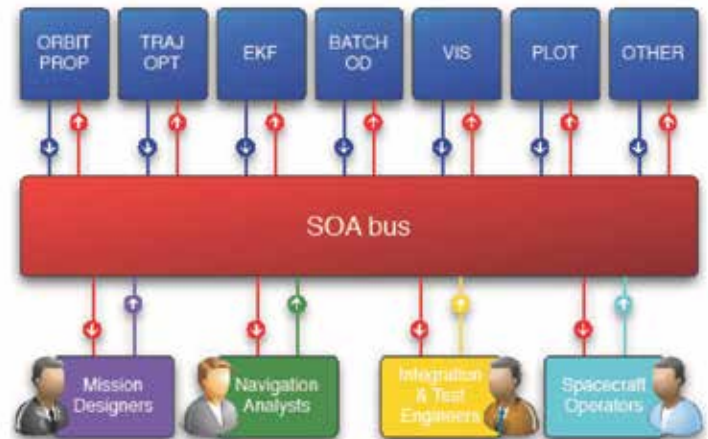 ORBIT
PROP
TRAJ
OPT
EKF
BATCH
OD
VIS
PLOT
OTHER
SOA bus
Mission
Designers
Navigation
Analysts
Integration
& Test
Engineers
Spacecraft
Operators